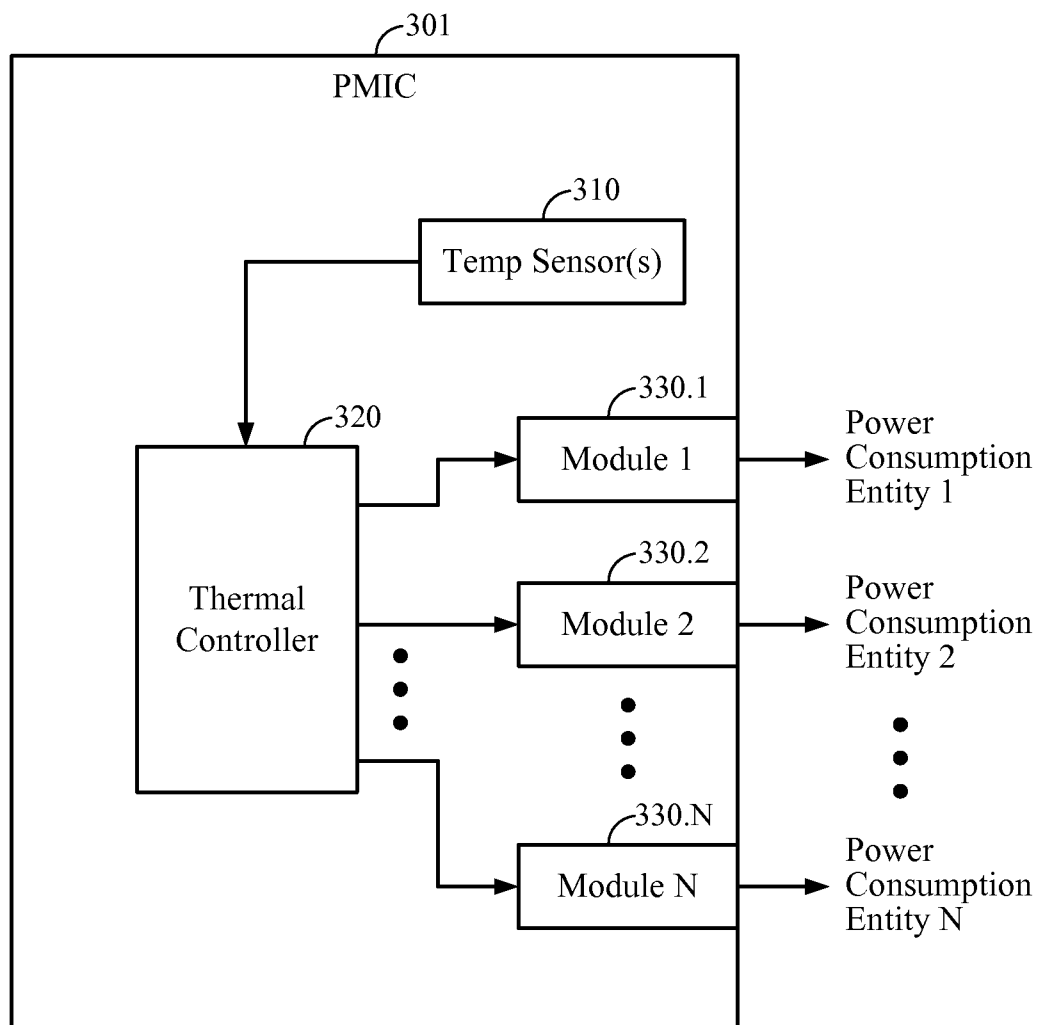 301
PMIC
310
Temp Sensor(s)
320
Thermal
Controller
330.1
Module 1
Power
Consumption
Entity 1
330.2
Module 2
Power
Consumption
Entity 2
330.N
Module N
Power
Consumption
Entity N